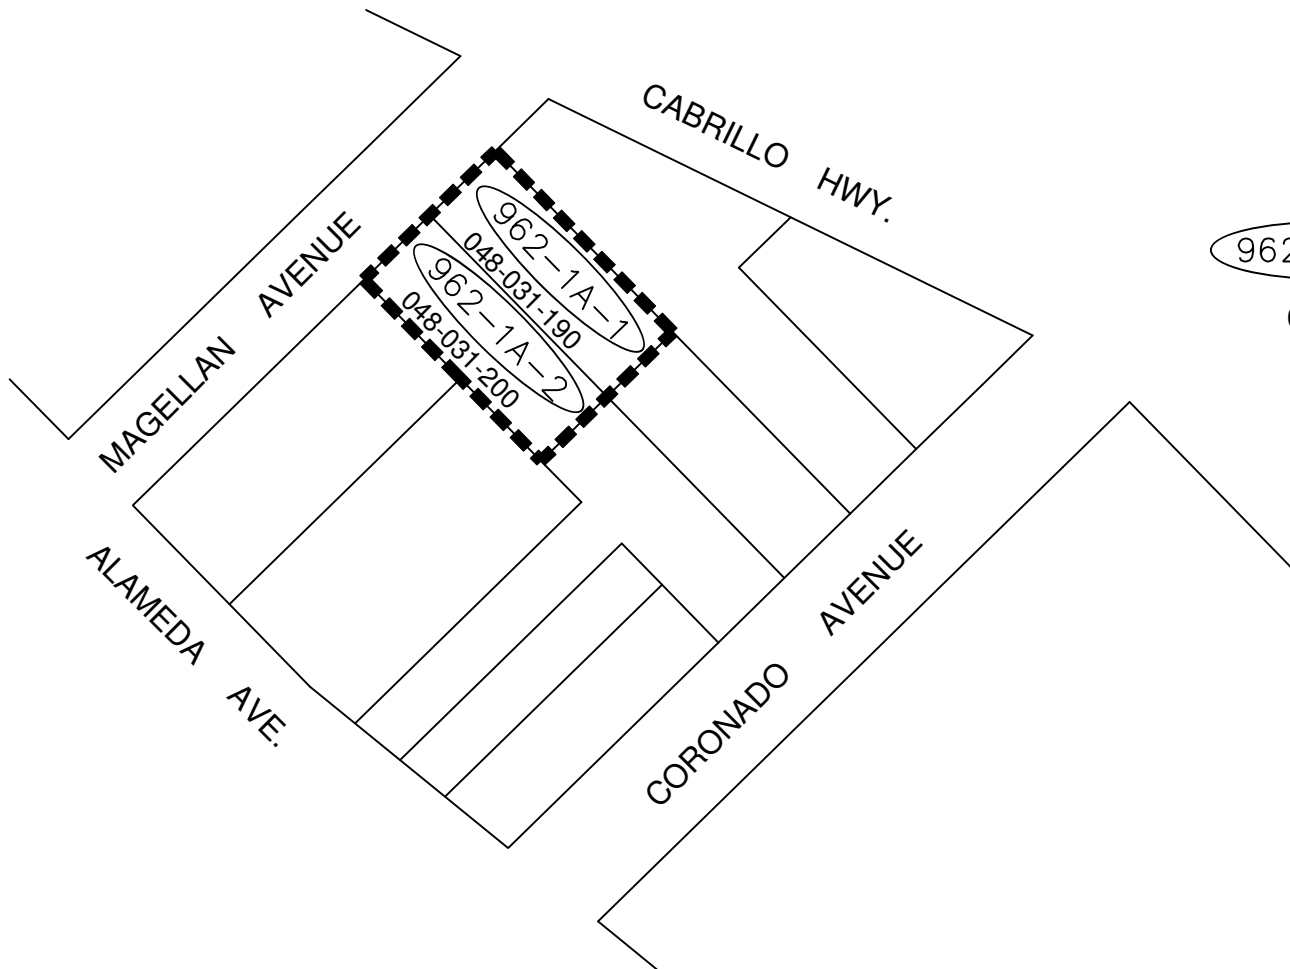 CABRILLO HWY.
MAGELLAN AVENUE
962-1A-1
048-031-190
962-1A-2
048-031-200
962
ALAMEDA AVE.
CORONADO AVENUE